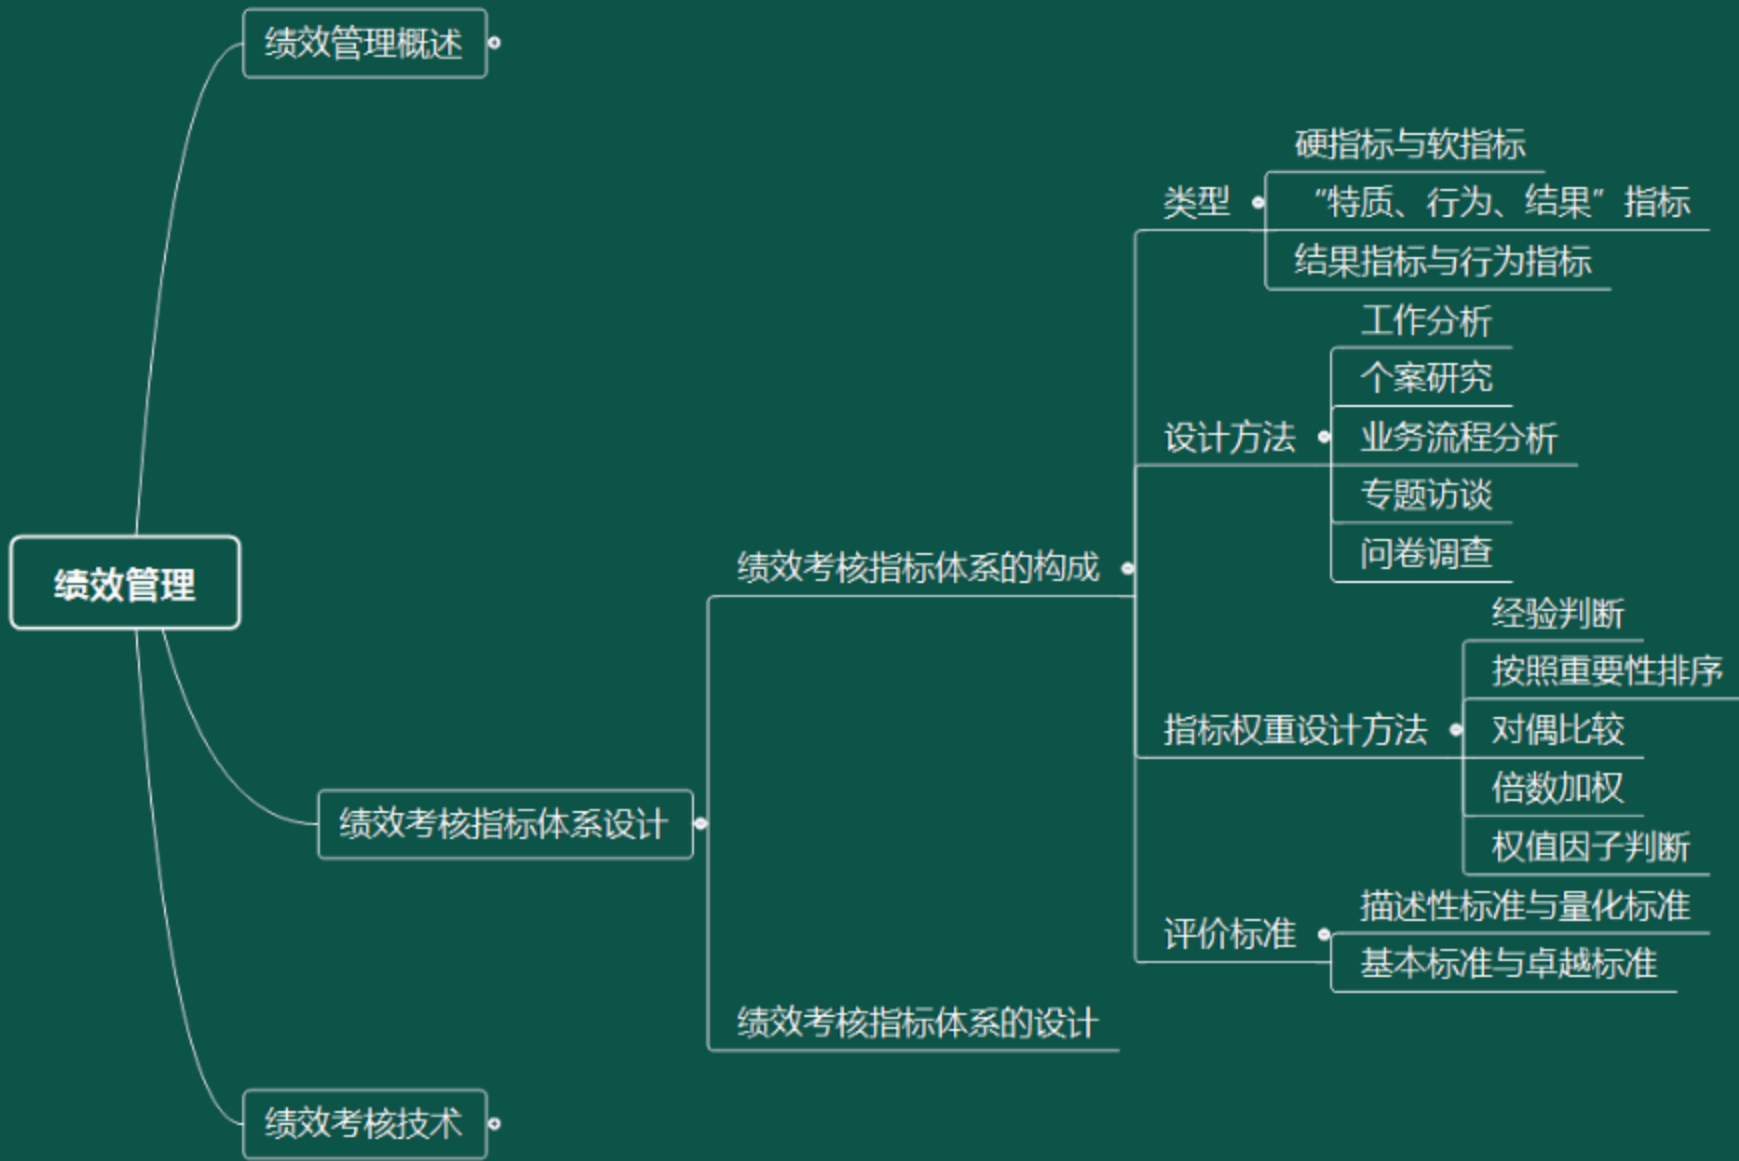 绩效管理概述
硬指标与软指标
类型
“特质、行为、结果”指标
结果指标与行为指标
工作分析
个案研究
设计方法
业务流程分析
专题访谈
问卷调查
绩效考核指标体系的构成
绩效管理
经验判断
按照重要性排序
指标权重设计方法
对偶比较
倍数加权
权值因子判断
绩效考核指标体系设计
描述性标准与量化标准
评价标准
基本标准与卓越标准
绩效考核指标体系的设计
绩效考核技术